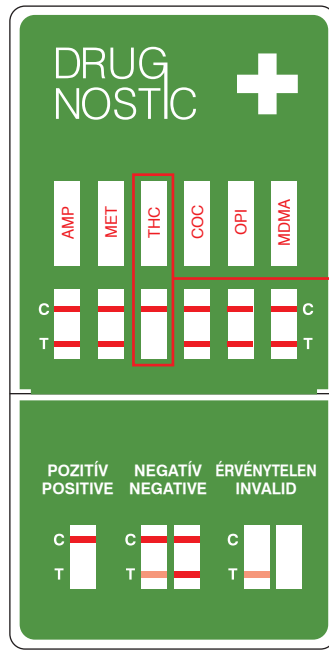 DRUG
NOSTIC
AMP MET THC COC OPI MDMA
C C
T T
POZITÍV NEGATÍV ÉRVÉNYTELEN
POSITIVE NEGATIVE INVALID
C C C
T T T